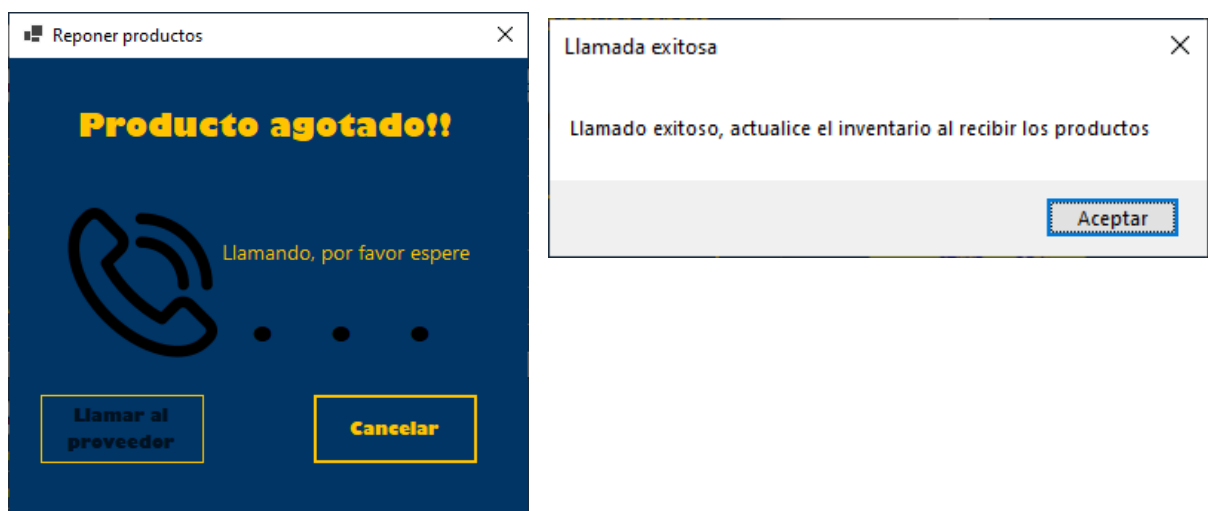 Reponer productos
Producto agotado!!
Llamando, por favor espere
Llamar al
proveedor
Cancelar
Llamada exitosa
Llamado exitoso, actualice el inventario al recibir los productos
Aceptar